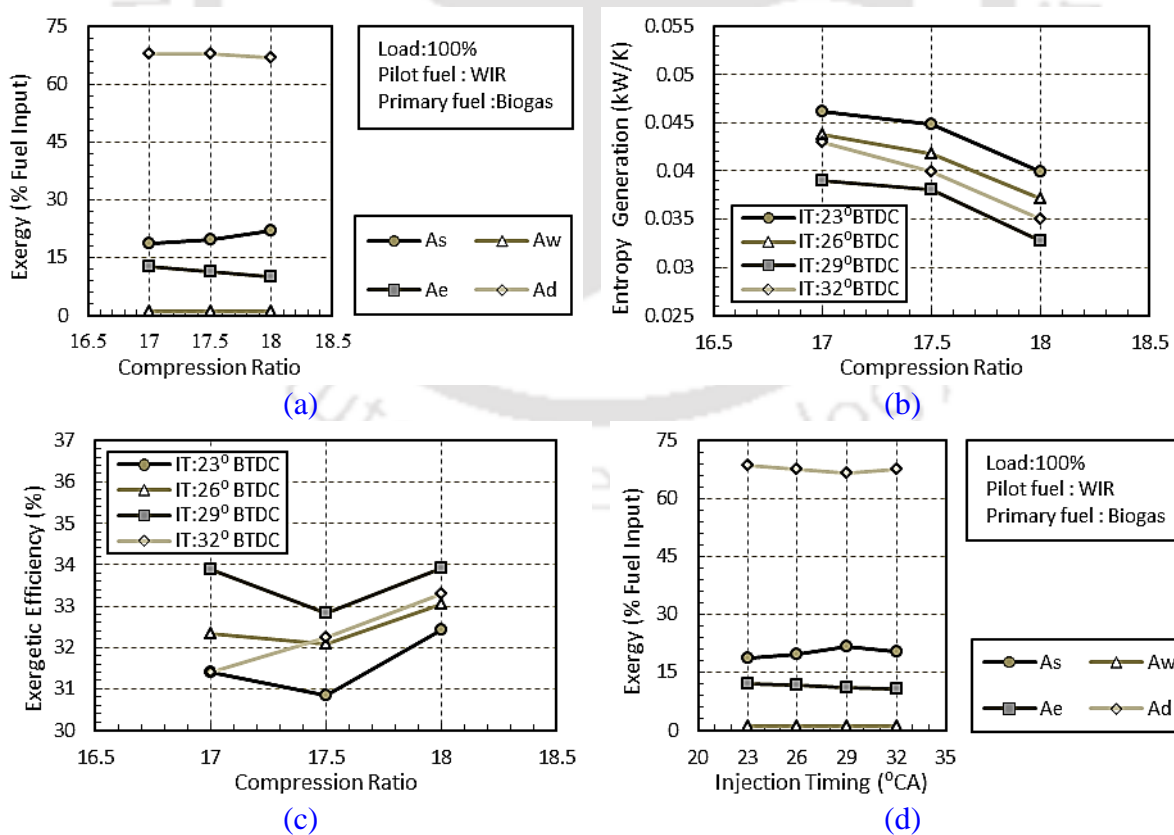 75
60
45
30
15
0
Exergy (% Fuel Input)
16.5 17 17.5 18 18.5
Compression Ratio
Load:100%
Pilot fuel : WIR
Primary fuel :Biogas
As Aw
Ae Ad
(a)
0.055
0.05
0.045
0.04
0.035
0.03
0.025
Entropy Generation (kW/K)
IT:23⁰BTDC
IT:26⁰BTDC
IT:29⁰BTDC
IT:32⁰BTDC
16.5 17 17.5 18 18.5
Compression Ratio
(b)
37
36
35
34
33
32
31
30
Exergetic Efficiency (%)
IT:23⁰ BTDC
IT:26⁰ BTDC
IT:29⁰ BTDC
IT:32⁰ BTDC
16.5 17 17.5 18 18.5
Compression Ratio
(c)
75
60
45
30
15
0
Exergy (% Fuel Input)
20 23 26 29 32 35
Injection Timing (⁰CA)
Load:100%
Pilot fuel : WIR
Primary fuel : Biogas
As Aw
Ae Ad
(d)